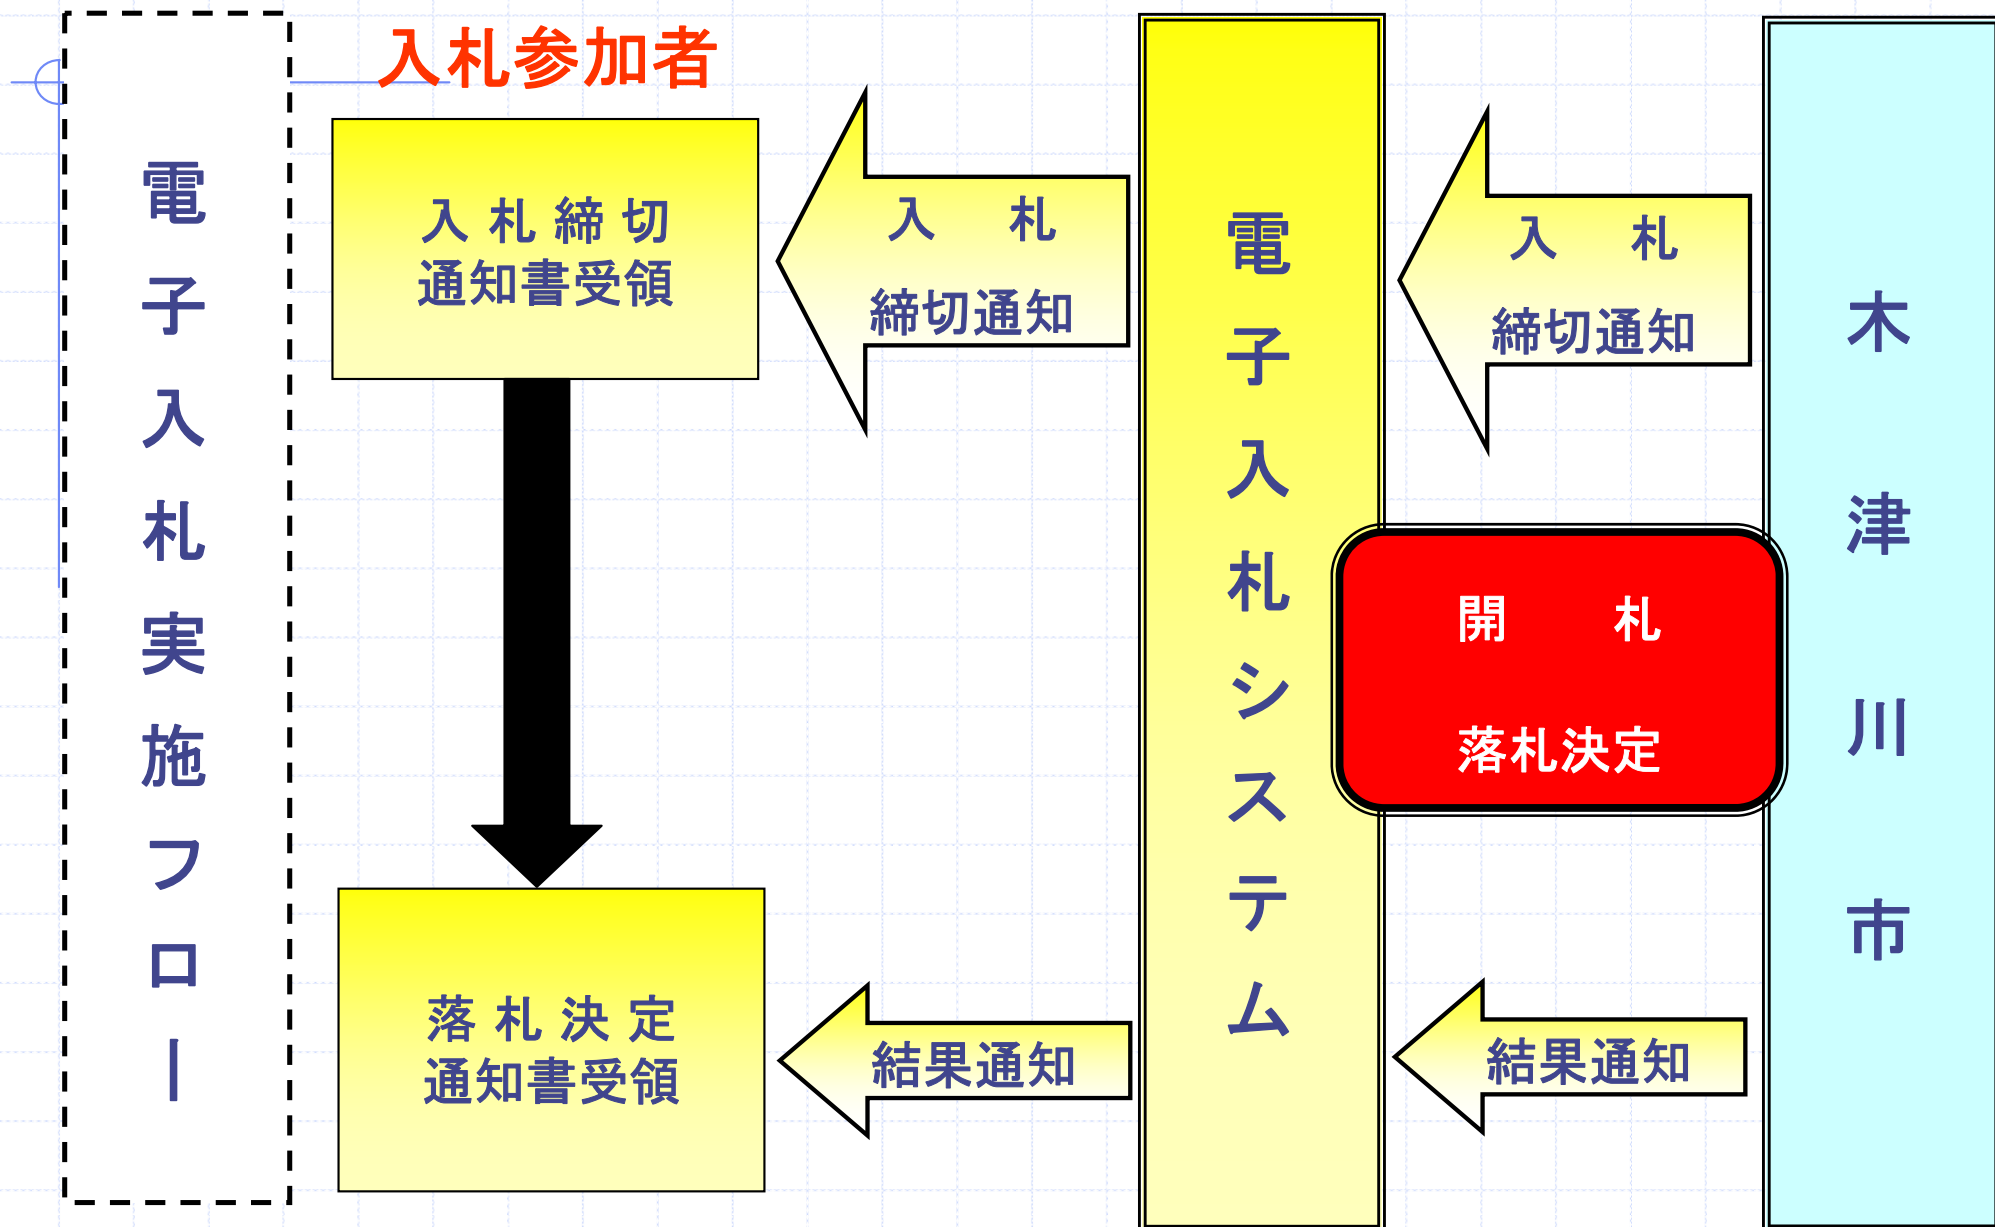 電子入札実施フロー
入札参加者
入札締切
通知書受領
入　札
締切通知
電子入札システム
入　札
締切通知
木津川市
開　札
落札決定
落札決定
通知書受領
結果通知
結果通知